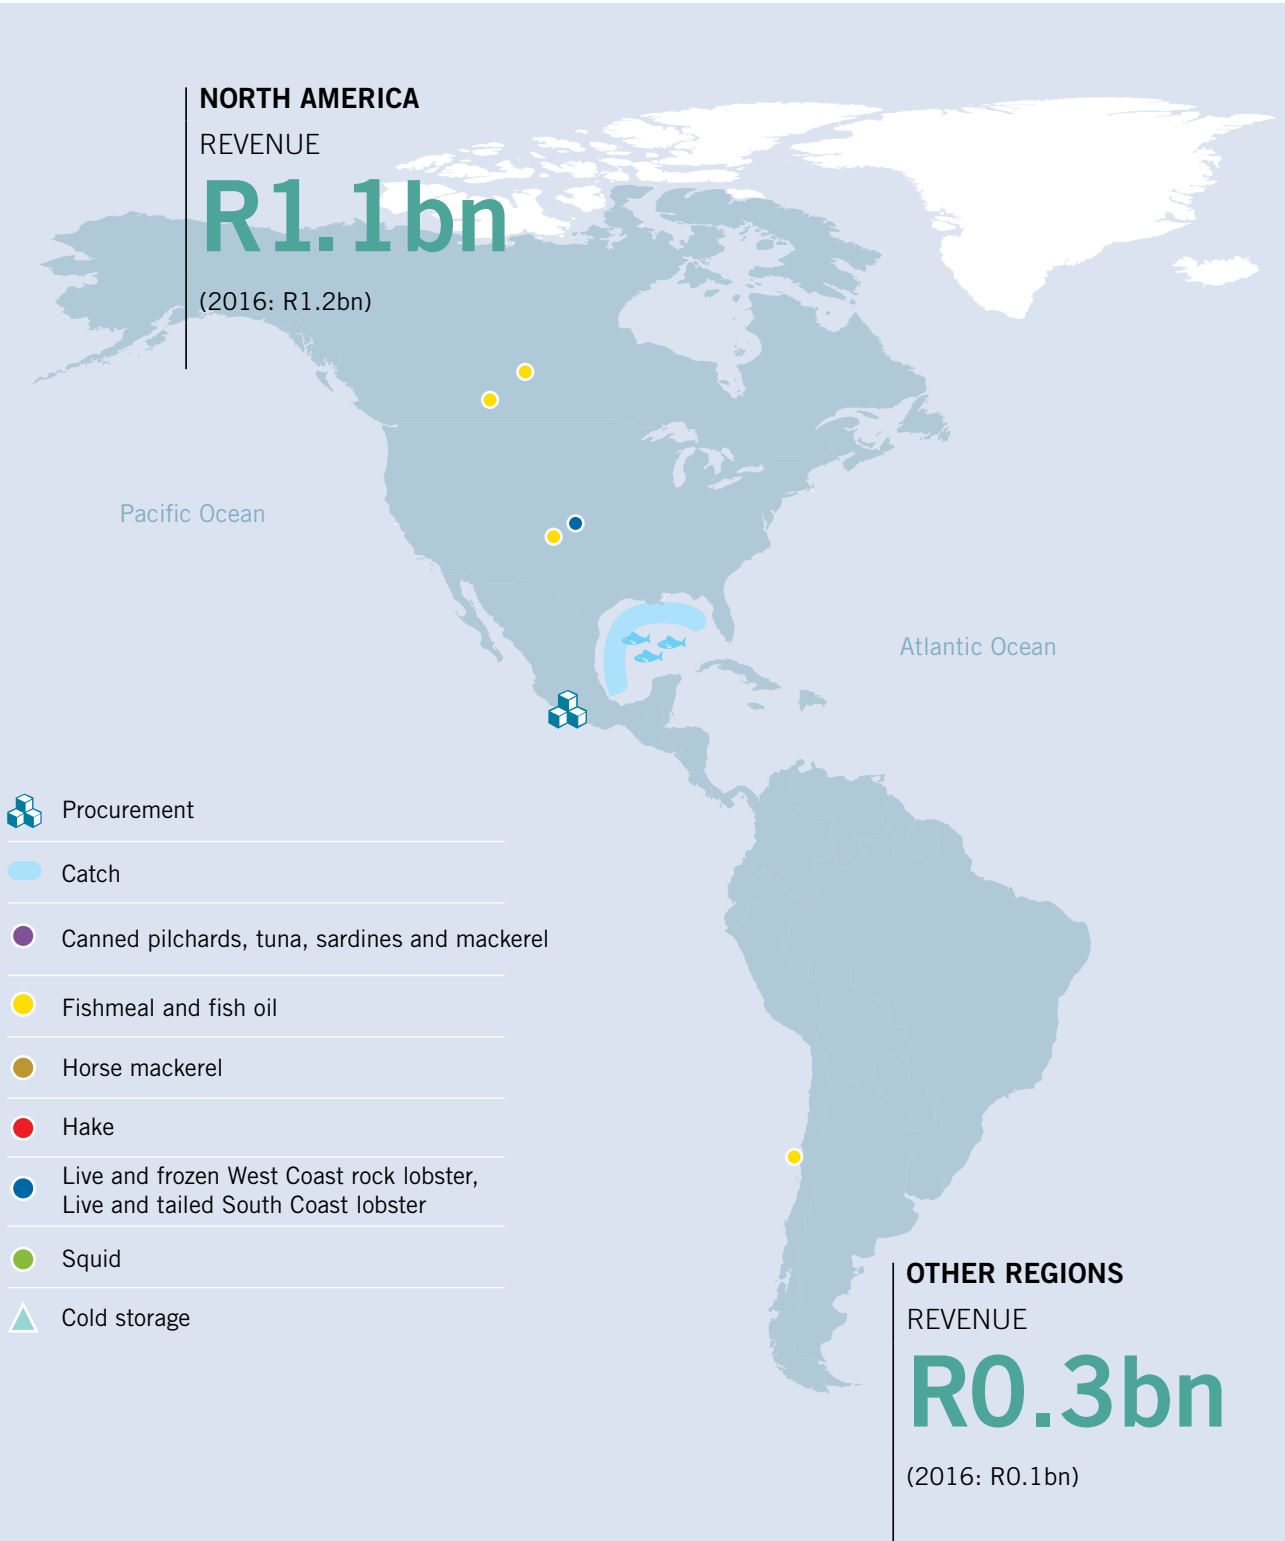 NORTH AMERICA
REVENUE
R1.1bn
(2016: R1.2bn)
Pacific Ocean
Atlantic Ocean
Procurement
Catch
Canned pilchards, tuna, sardines and mackerel
Fishmeal and fish oil
Horse mackerel
Hake
Live and frozen West Coast rock lobster,
Live and tailed South Coast lobster
Squid
Cold storage
OTHER REGIONS
REVENUE
R0.3bn
(2016: R0.1bn)